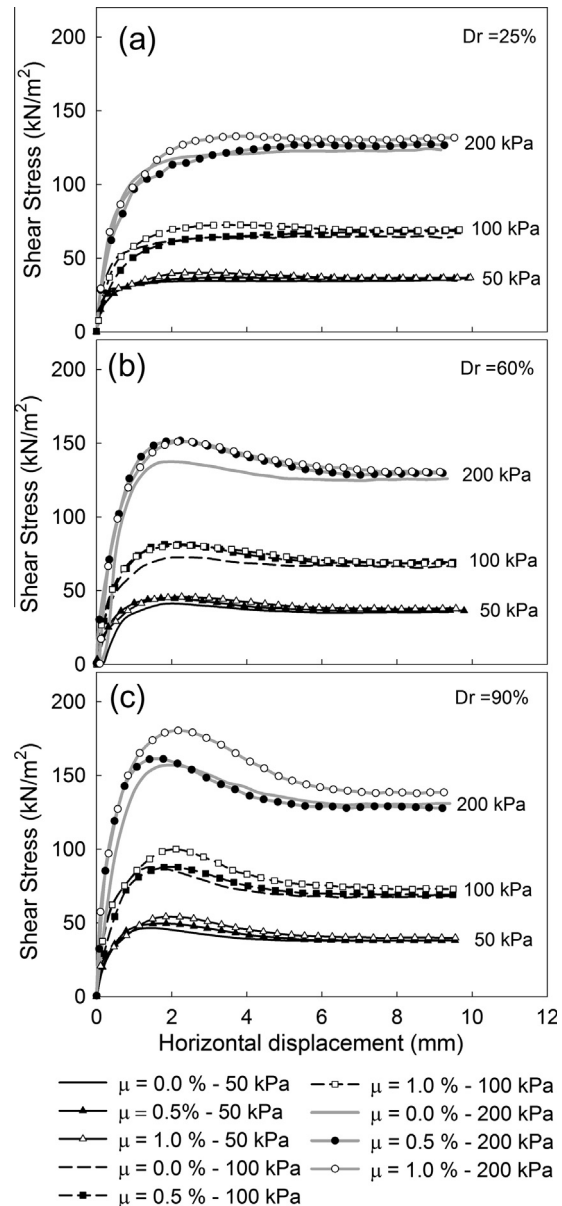 (a)
Dr =25%
200
150
100
50
0
Shear Stress (kN/m²)
200 kPa
100 kPa
50 kPa
(b)
Dr =60%
200
150
100
50
0
Shear Stress (kN/m²)
200 kPa
100 kPa
50 kPa
(c)
Dr =90%
200
150
100
50
0
Shear Stress (kN/m²)
200 kPa
100 kPa
50 kPa
0 2 4 6 8 10 12
Horizontal displacement (mm)
μ = 0.0 % - 50 kPa
μ = 0.5% - 50 kPa
μ = 1.0 % - 50 kPa
μ = 0.0 % - 100 kPa
μ = 0.5 % - 100 kPa
μ = 1.0 % - 100 kPa
μ = 0.0 % - 200 kPa
μ = 0.5 % - 200 kPa
μ = 1.0 % - 200 kPa